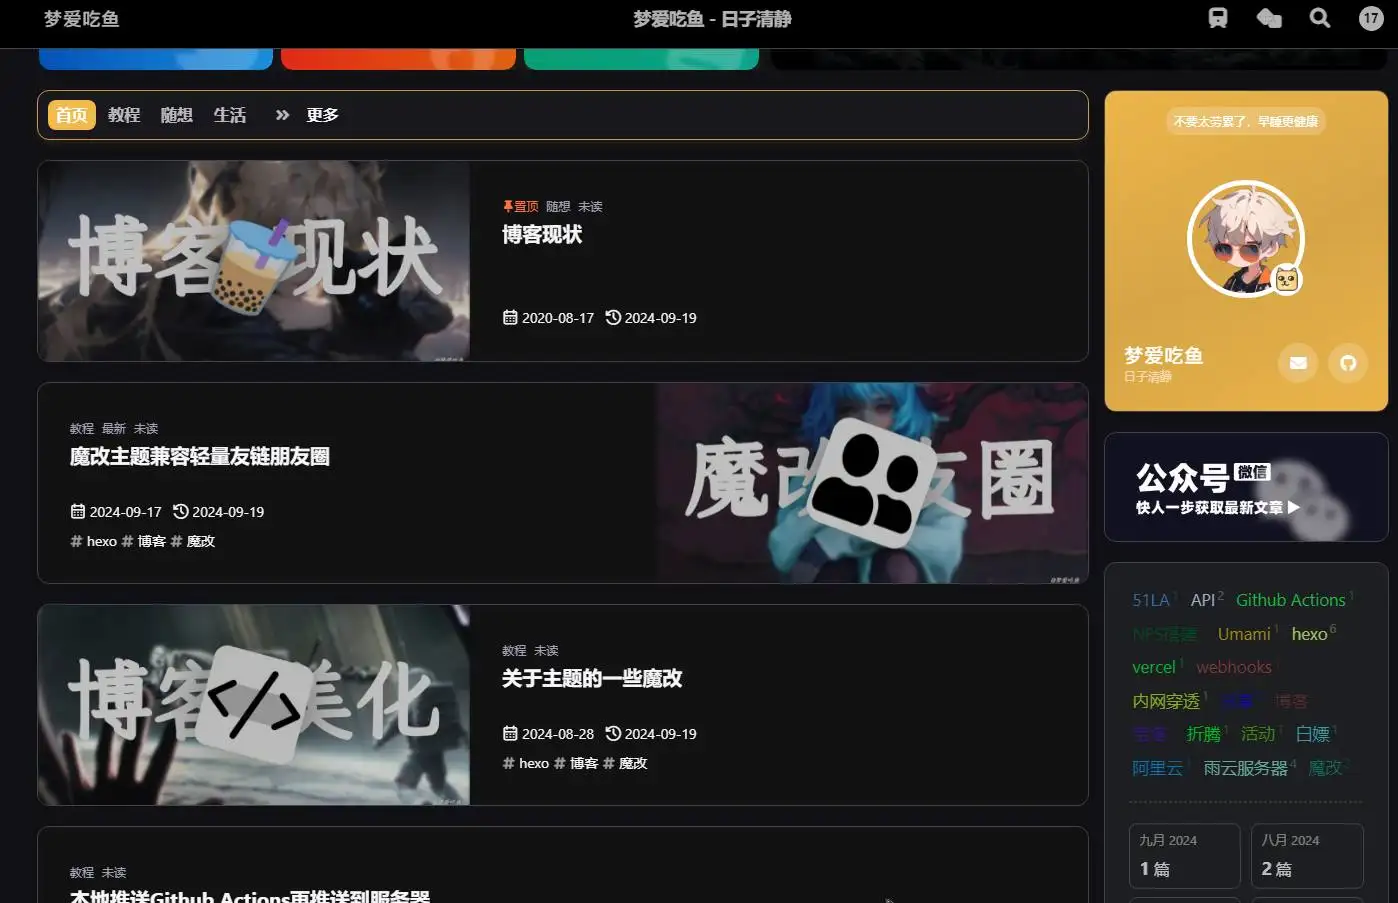 梦爱吃鱼
梦爱吃鱼 - 日子清静
17
首页 教程 随想 生活 更多
博客现状
置顶 随想 未读
博客现状
2020-08-17 2024-09-19
教程 最新 未读
魔改主题兼容轻量友链朋友圈
2024-09-17 2024-09-19
# hexo # 博客 # 魔改
魔改友圈
@梦爱吃鱼
博客美化
教程 未读
关于主题的一些魔改
2024-08-28 2024-09-19
# hexo # 博客 # 魔改
教程 未读
本地推送Github Actions再推送到服务器
不要太劳累了，早睡更健康
梦爱吃鱼
日子清静
公众号 微信
快人一步获取最新文章
51LA 1 API 2 Github Actions 1
NPS搭建 Umami 1 hexo 6
vercel 1 webhooks
内网穿透 1 博客
折腾 1 活动 白嫖
阿里云 雨云服务器 4 魔改 2
九月 2024 八月 2024
1 篇 2 篇